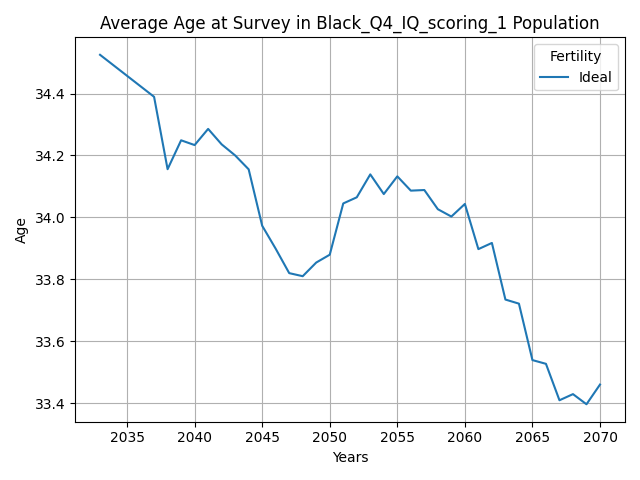 Average Age at Survey in Black_Q4_IQ_scoring_1 Population
Fertility
Ideal
Age
34.4
34.2
34.0
33.8
33.6
33.4
2035 2040 2045 2050 2055 2060 2065 2070
Years